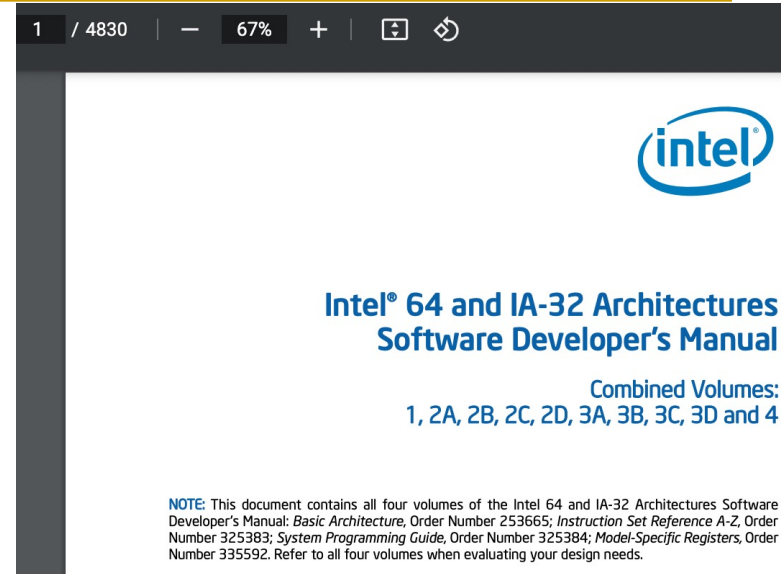 1 / 4830 — 67% +
intel®
Intel® 64 and IA-32 Architectures
Software Developer's Manual
Combined Volumes:
1, 2A, 2B, 2C, 2D, 3A, 3B, 3C, 3D and 4
NOTE: This document contains all four volumes of the Intel 64 and IA-32 Architectures Software
Developer's Manual: Basic Architecture, Order Number 253665; Instruction Set Reference A-Z, Order
Number 325383; System Programming Guide, Order Number 325384; Model-Specific Registers, Order
Number 335592. Refer to all four volumes when evaluating your design needs.